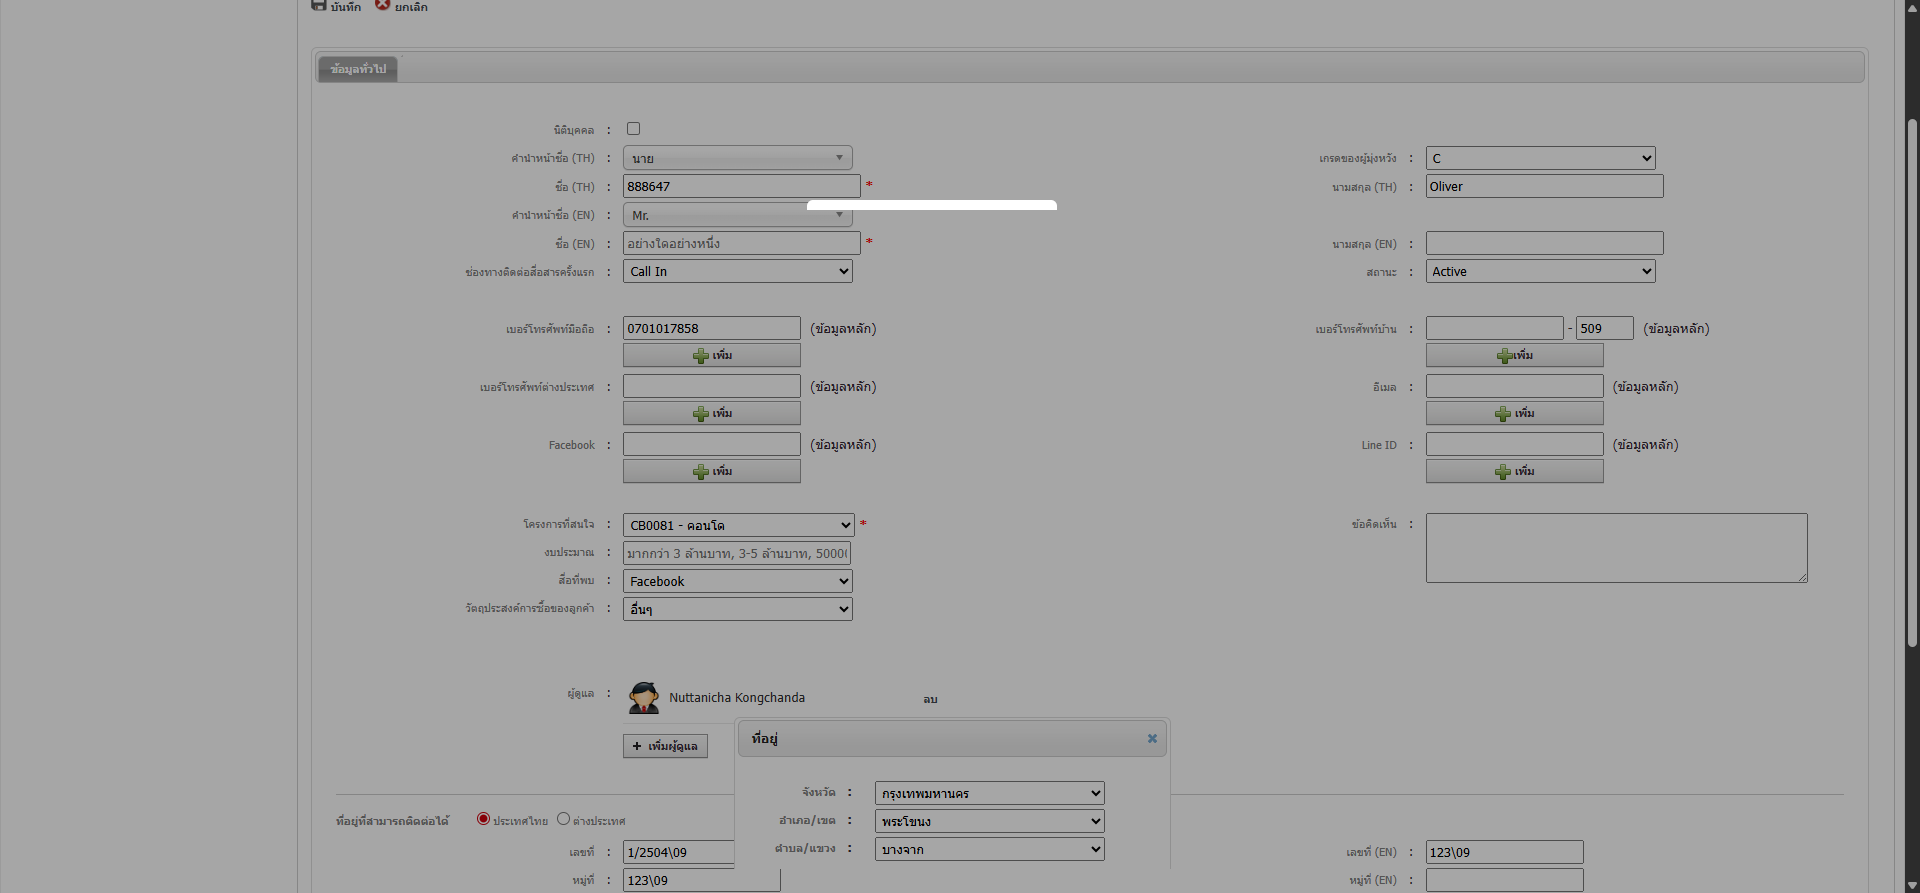 บันทึก ยกเลิก
ข้อมูลทั่วไป
นิติบุคคล :
คำนำหน้าชื่อ (TH) : นาย เกรดของผู้มุ่งหวัง : C
ชื่อ (TH) : 888647 * นามสกุล (TH) : Oliver
คำนำหน้าชื่อ (EN) : Mr.
ชื่อ (EN) : อย่างใดอย่างหนึ่ง * นามสกุล (EN) :
ช่องทางติดต่อสื่อสารครั้งแรก : Call In สถานะ : Active
เบอร์โทรศัพท์มือถือ : 0701017858 (ข้อมูลหลัก) เบอร์โทรศัพท์บ้าน : - 509 (ข้อมูลหลัก)
เพิ่ม เพิ่ม
เบอร์โทรศัพท์ต่างประเทศ : (ข้อมูลหลัก) อีเมล : (ข้อมูลหลัก)
เพิ่ม เพิ่ม
Facebook : (ข้อมูลหลัก) Line ID : (ข้อมูลหลัก)
เพิ่ม เพิ่ม
โครงการที่สนใจ : CB0081 - คอนโด * ข้อคิดเห็น :
งบประมาณ : มากกว่า 3 ล้านบาท, 3-5 ล้านบาท, 5000
สื่อที่พบ : Facebook
วัตถุประสงค์การซื้อของลูกค้า : อื่นๆ
ผู้ดูแล : Nuttanicha Kongchanda ลบ
+ เพิ่มผู้ดูแล
ที่อยู่
จังหวัด : กรุงเทพมหานคร
อำเภอ/เขต : พระโขนง
ตำบล/แขวง : บางจาก
ที่อยู่ที่สามารถติดต่อได้ ประเทศไทย ต่างประเทศ
เลขที่ : 1/2504\09 เลขที่ (EN) : 123\09
หมู่ที่ : 123\09 หมู่ที่ (EN) :